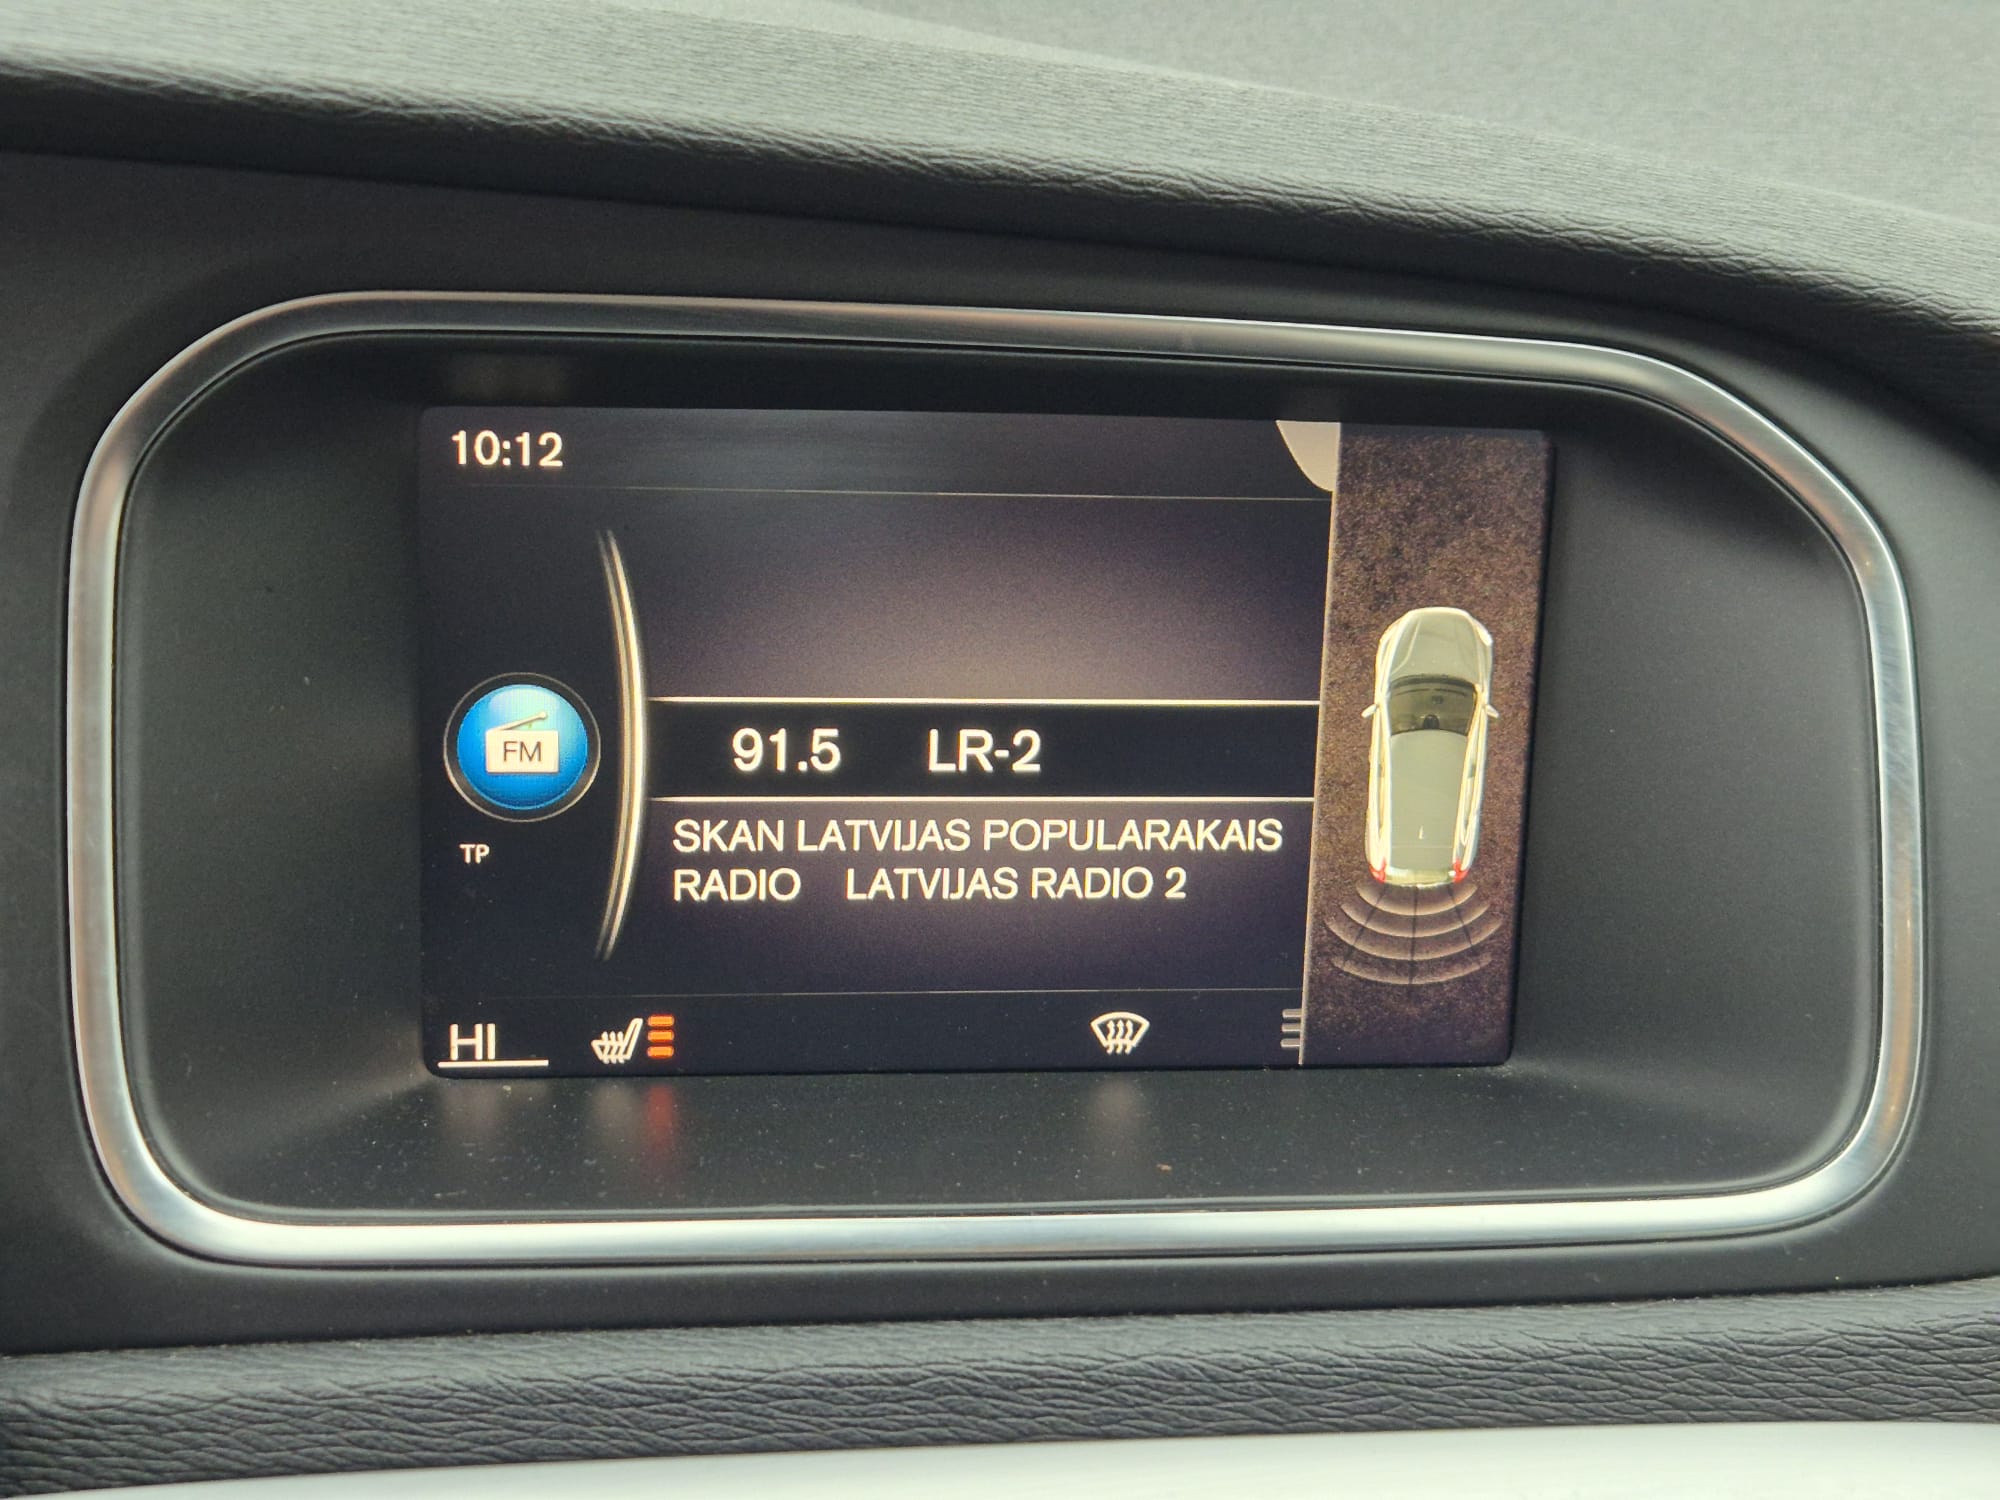 10:12
FM
91.5 LR-2
TP
SKAN LATVIJAS POPULARAKAIS
RADIO LATVIJAS RADIO 2
HI